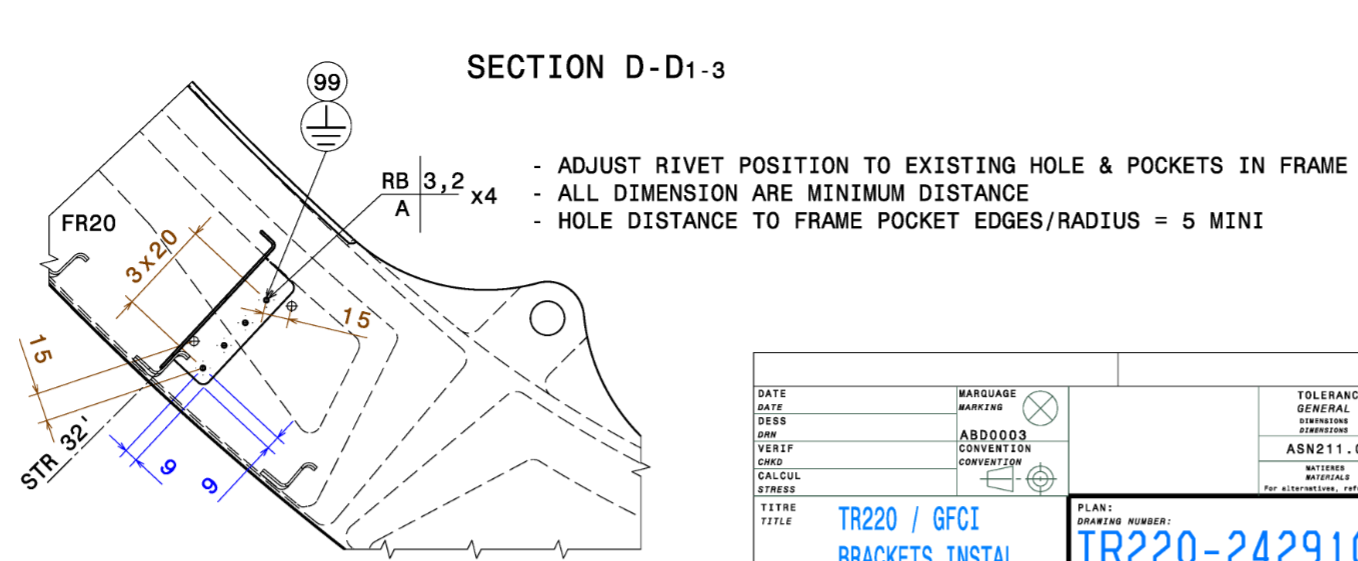 SECTION D-D1-3
99
RB 3,2 x4
A
- ADJUST RIVET POSITION TO EXISTING HOLE & POCKETS IN FRAME
- ALL DIMENSION ARE MINIMUM DISTANCE
- HOLE DISTANCE TO FRAME POCKET EDGES/RADIUS = 5 MINI
FR20
3x20
15
15
STR 32'
9
9
DATE
DATE
DESS
DRN
VERIF
CHKD
CALCUL
STRESS
MARQUAGE
MARKING
ABD0003
CONVENTION
CONVENTION
TOLERANC
GENERAL
DIMENSIONS
DIMENSIONS
ASN211.
MATIERES
MATERIALS
For alternatives, ref
TITRE
TITLE
TR220 / GFCI
BRACKETS INSTAL
PLAN:
DRAWING NUMBER:
TR220-24291